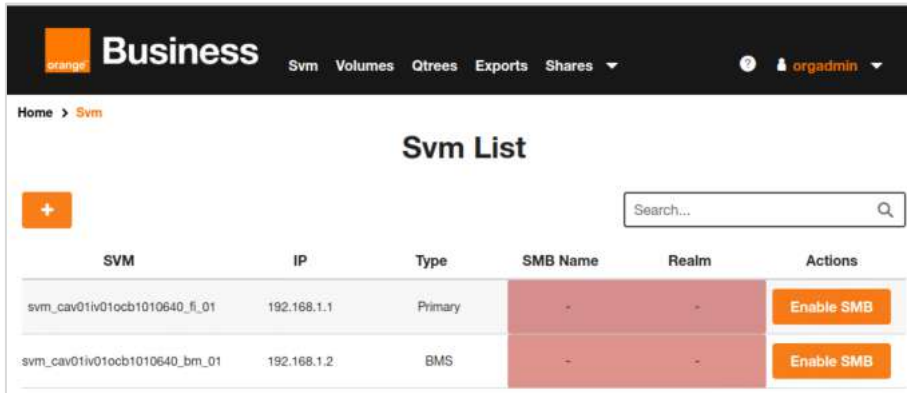 orange Business Svm Volumes Qtrees Exports Shares ? orgadmin
Home > Svm
Svm List
+ Search...
SVM IP Type SMB Name Realm Actions
svm_cav01iv01ocb1010640_fi_01 192.168.1.1 Primary - - Enable SMB
svm_cav01iv01ocb1010640_bm_01 192.168.1.2 BMS - - Enable SMB